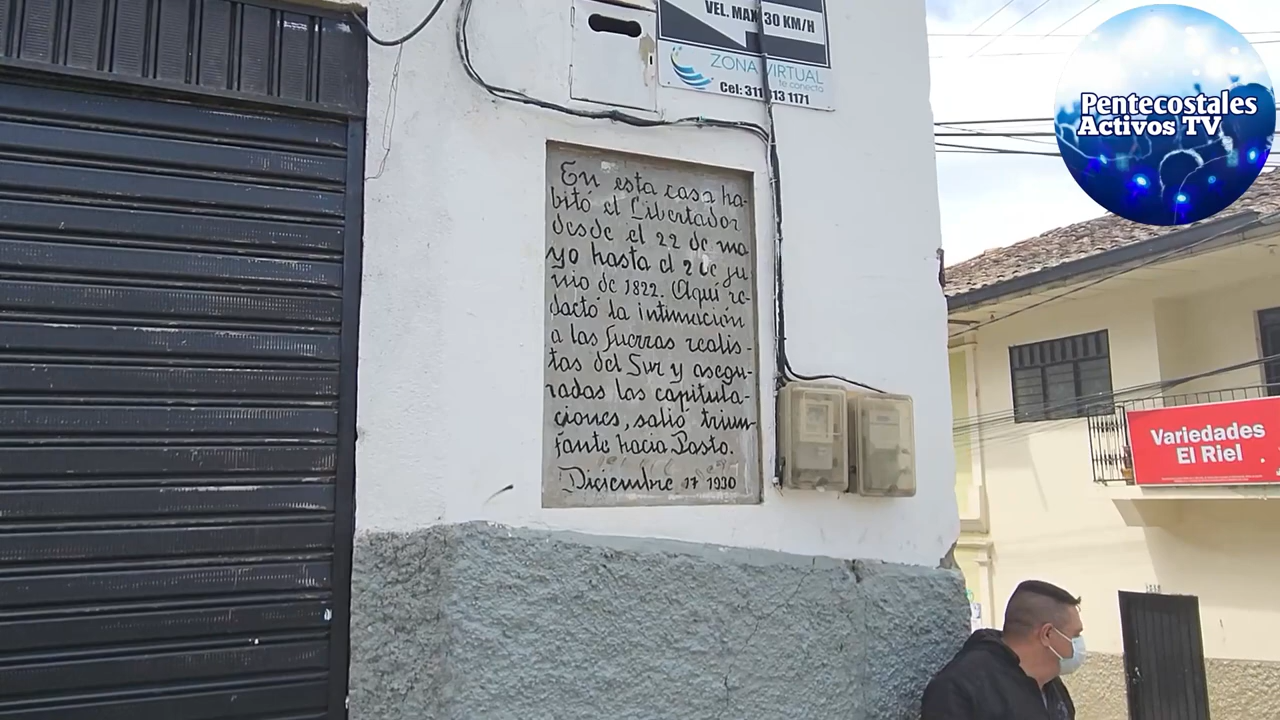 VEL. MAX 30 KM/H
ZONA VIRTUAL
te conecta
Cel: 311 313 1171
Pentecostales
Activos TV
En esta casa ha-
bitó el Libertador
desde el 22 de ma
yo hasta el 2 de ju
nio de 1822. Aquí re-
dactó la intimación
a las fuerzas realis-
tas del Sur y asegu-
radas las capitula-
ciones, salió triun-
fante hacia Pasto.
Diciembre 17 1930
Variedades
El Riel